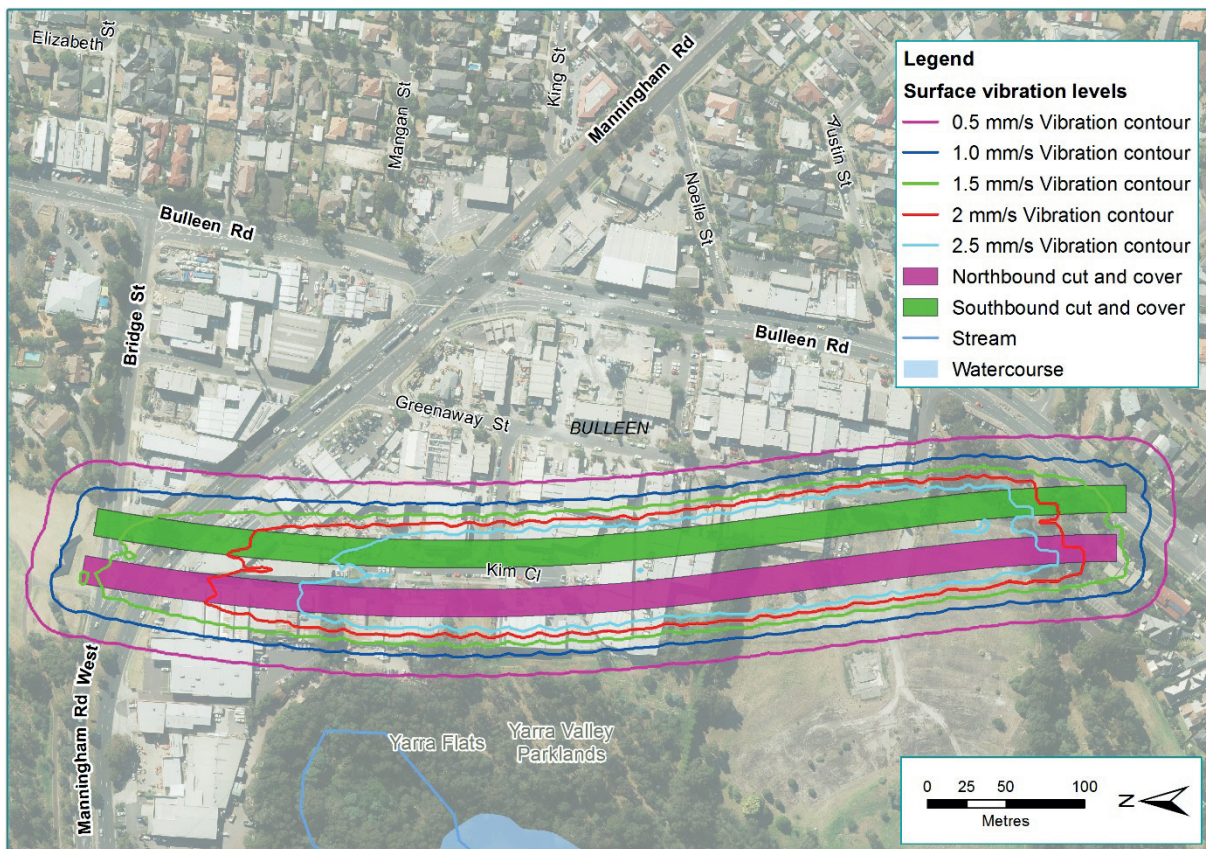 Elizabeth St
Mangan St
King St
Manningham Rd
Austin St
Noelle St
Bulleen Rd
Bridge St
Bulleen Rd
Greenaway St
BULLEEN
Kim Cl
Manningham Rd West
Yarra Flats
Yarra Valley
Parklands
Legend
Surface vibration levels
0.5 mm/s Vibration contour
1.0 mm/s Vibration contour
1.5 mm/s Vibration contour
2 mm/s Vibration contour
2.5 mm/s Vibration contour
Northbound cut and cover
Southbound cut and cover
Stream
Watercourse
0 25 50 100
Metres
N